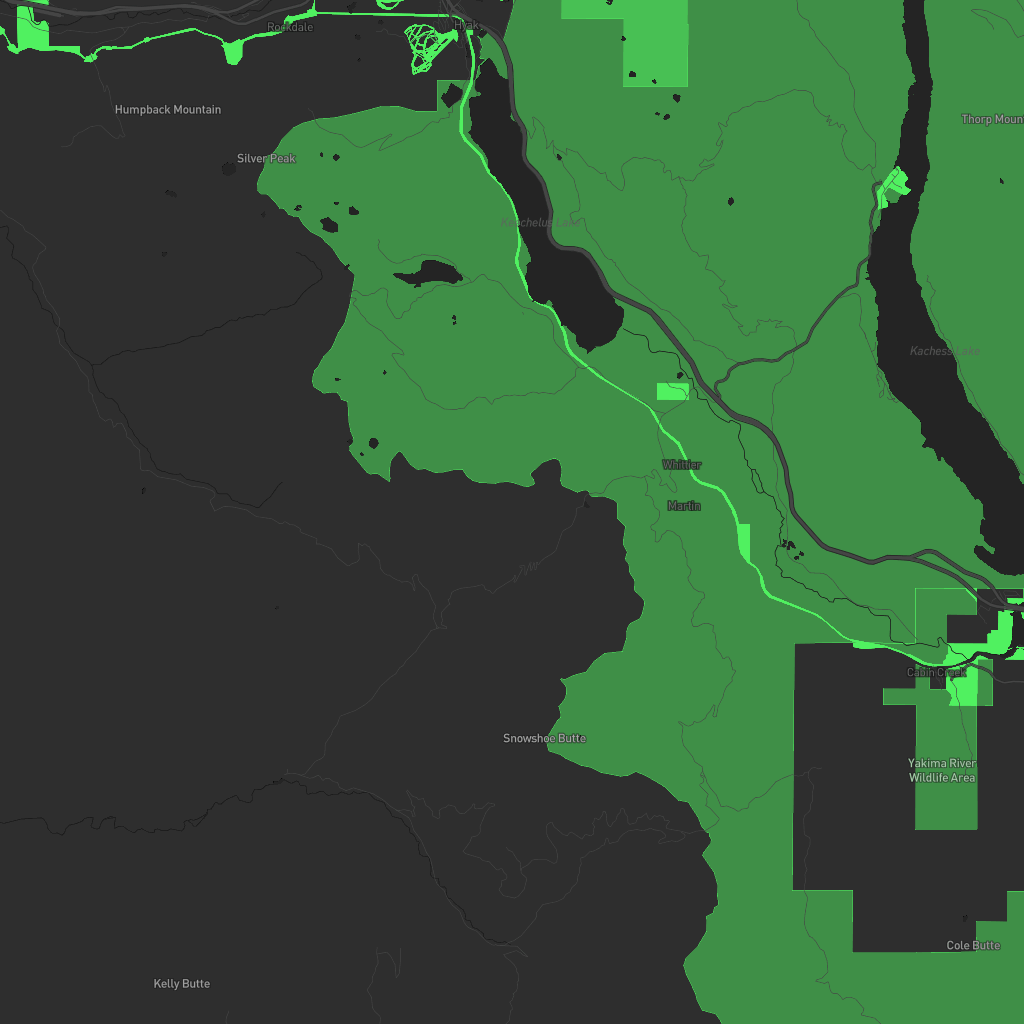 Rockdale
Hyak
Humpback Mountain
Thorp Moun
Silver Peak
Keechelus Lake
Kachess Lake
Whittier
Martin
Cabin Creek
Snowshoe Butte
Yakima River
Wildlife Area
Cole Butte
Kelly Butte